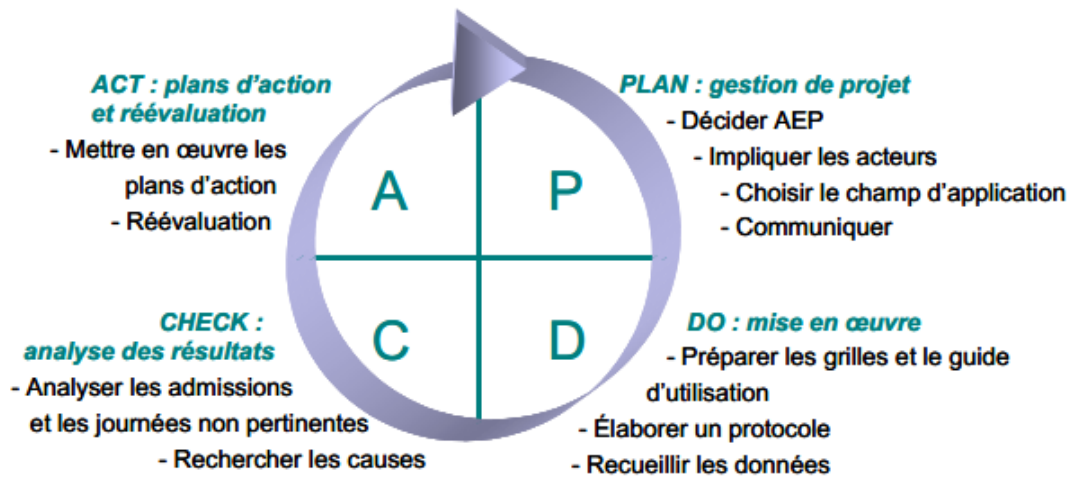 ACT : plans d'action
et réévaluation
- Mettre en œuvre les
plans d'action
- Réévaluation
PLAN : gestion de projet
- Décider AEP
- Impliquer les acteurs
- Choisir le champ d'application
- Communiquer
A
P
C
D
CHECK :
analyse des résultats
- Analyser les admissions
et les journées non pertinentes
- Rechercher les causes
DO : mise en œuvre
- Préparer les grilles et le guide
d'utilisation
- Élaborer un protocole
- Recueillir les données